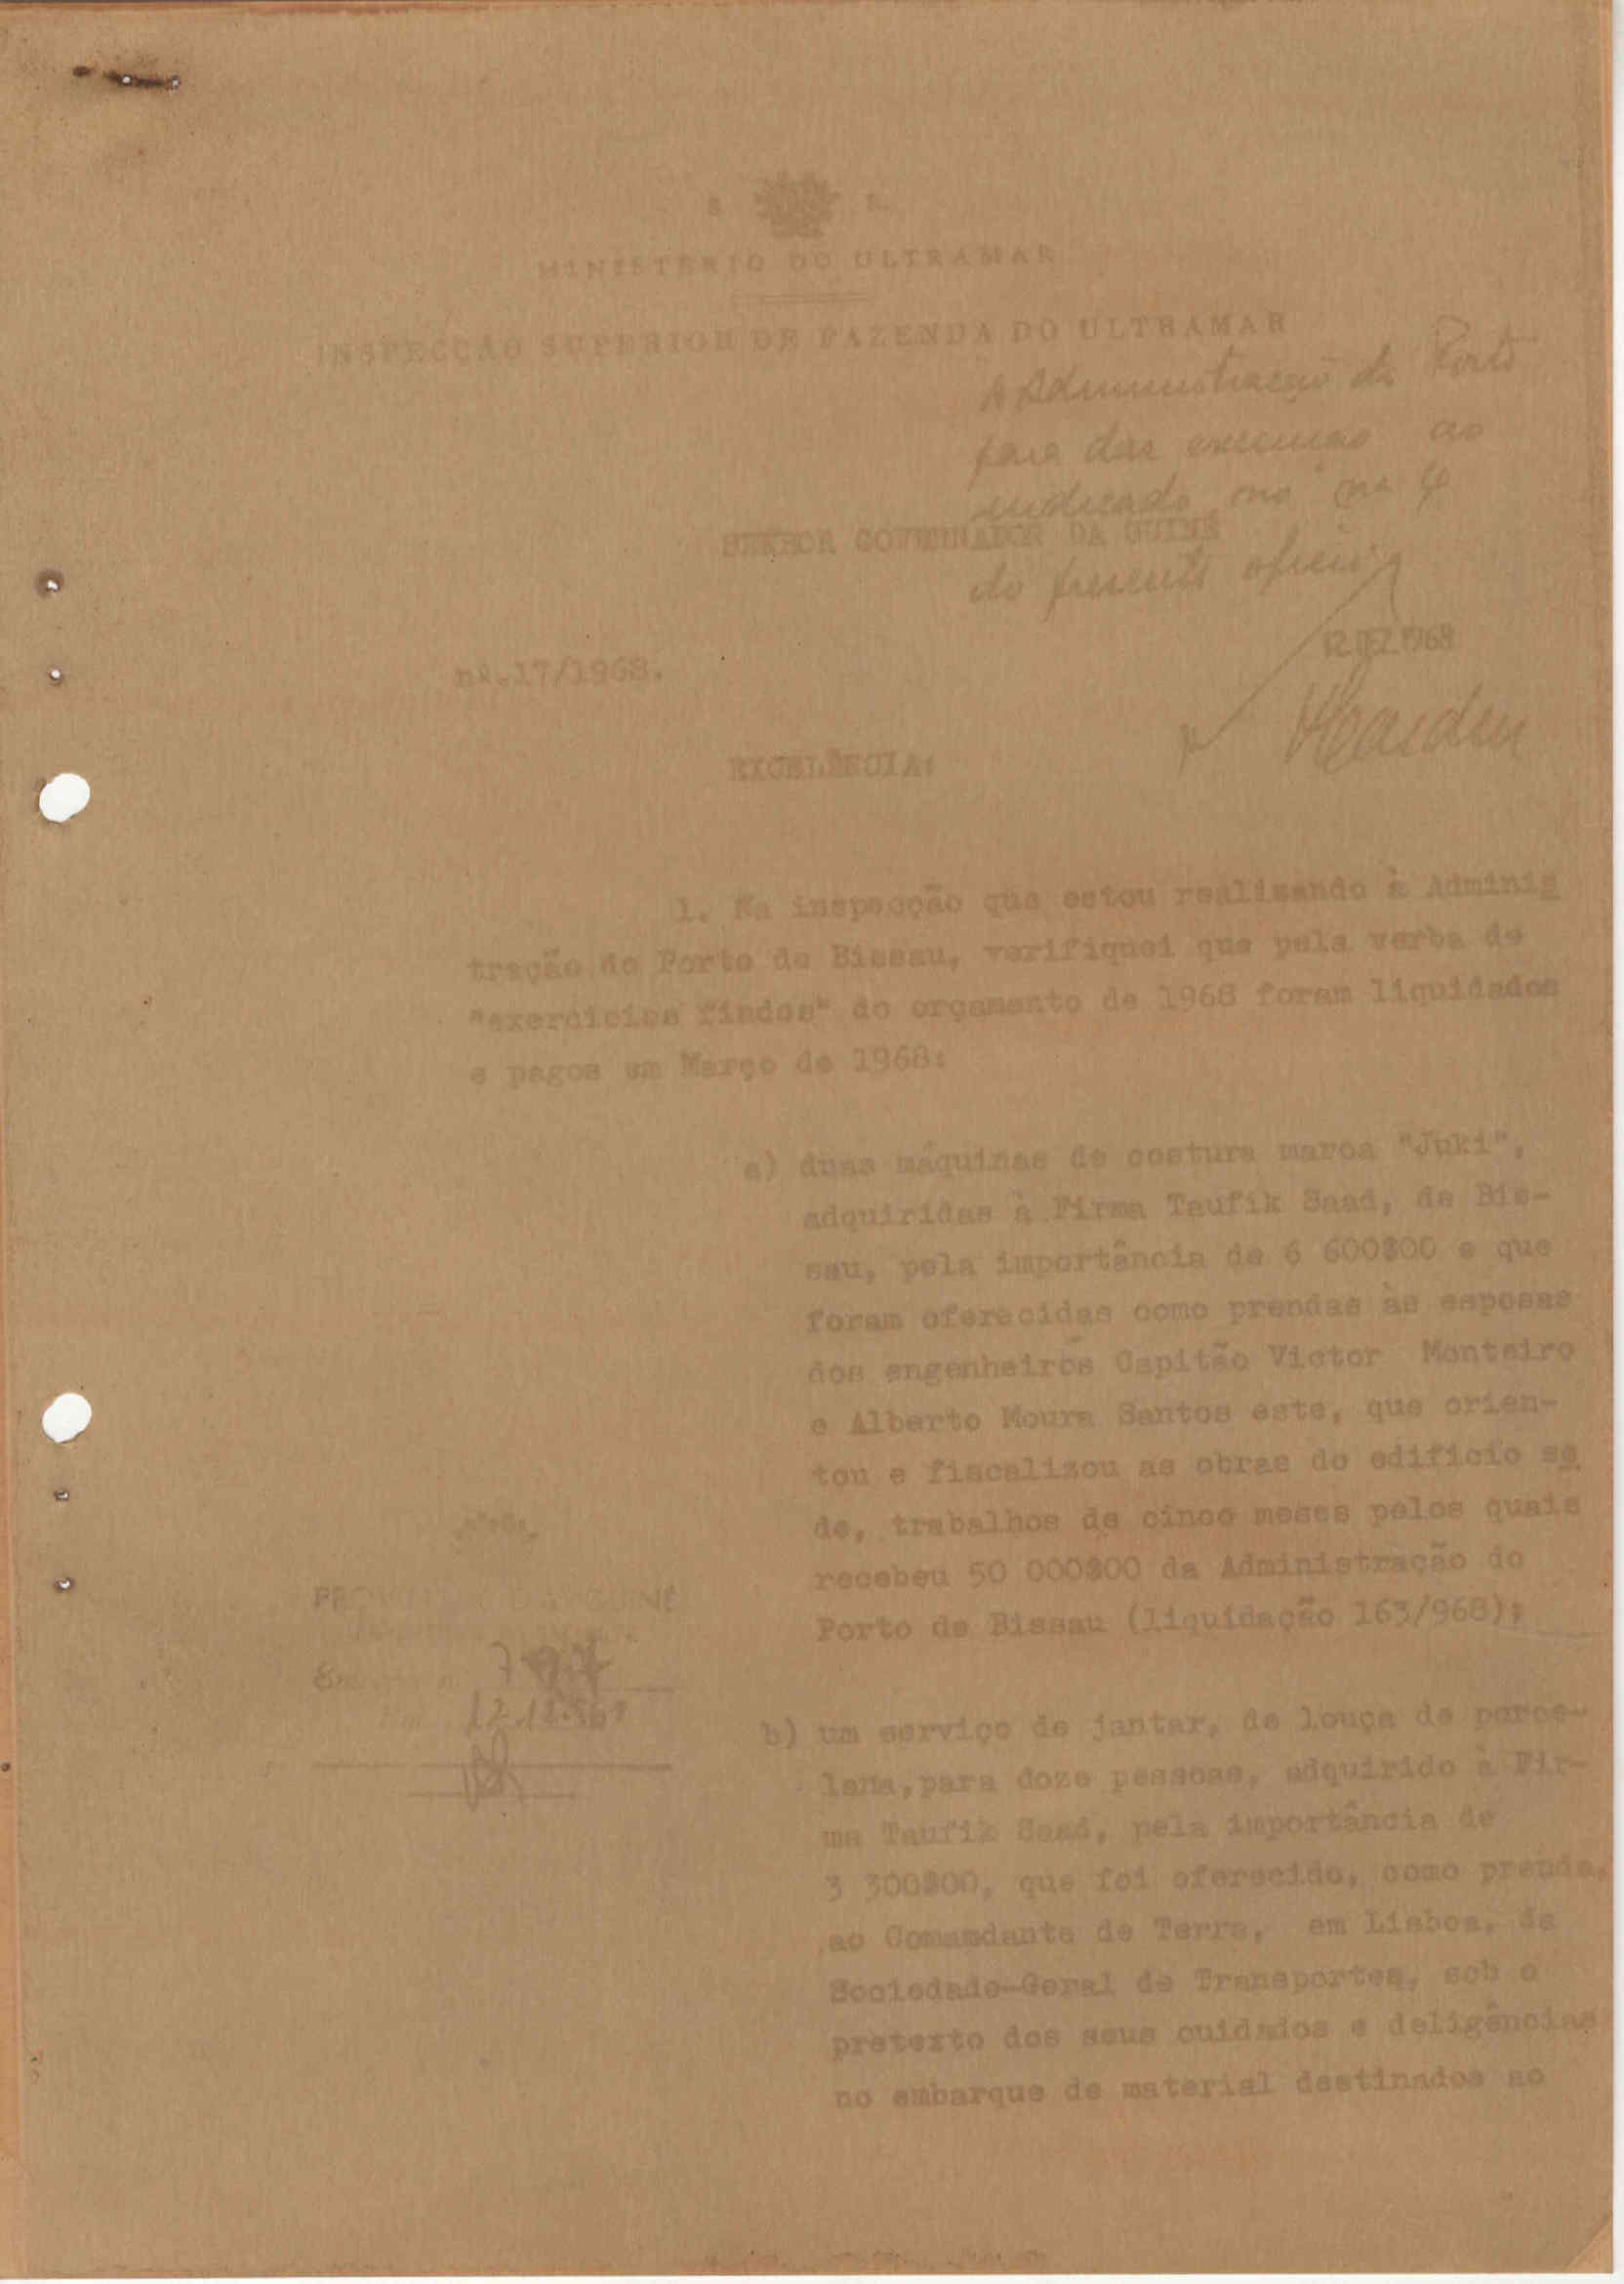 S. R.
MINISTÉRIO DO ULTRAMAR
INSPECÇÃO SUPERIOR DE FAZENDA DO ULTRAMAR
A Administração do Porto
para dar execução ao
indicado no nº 4
SENHOR GOVERNADOR DA GUINÉ
do presente ofício
12.DEZ.1968
nº.17/1968.
EXCELÊNCIA:
1. Na inspecção que estou realizando à Adminis
tração do Porto de Bissau, verifiquei que pela verba de
"exercícios findos" do orçamento de 1968 foram liquidados
e pagos em Março de 1968:
a) duas máquinas de costura marca "Juki",
adquiridas à Firma Taufik Saad, de Bis-
sau, pela importância de 6 600$00 e que
foram oferecidas como prendas às esposas
dos engenheiros Capitão Victor Monteiro
e Alberto Moura Santos este, que orien-
tou e fiscalizou as obras do edifício se
de, trabalhos de cinco meses pelos quais
recebeu 50 000$00 da Administração do
Porto de Bissau (liquidação 163/968);
PROVÍNCIA DA GUINÉ
12.12.968
b) um serviço de jantar, de louça de porce-
lana, para doze pessoas, adquirido à Fir-
ma Taufik Saad, pela importância de
3 300$00, que foi oferecido, como prenda,
ao Comandante de Terra, em Lisboa, da
Sociedade-Geral de Transportes, sob o
pretexto dos seus cuidados e deligências
no embarque de material destinados ao